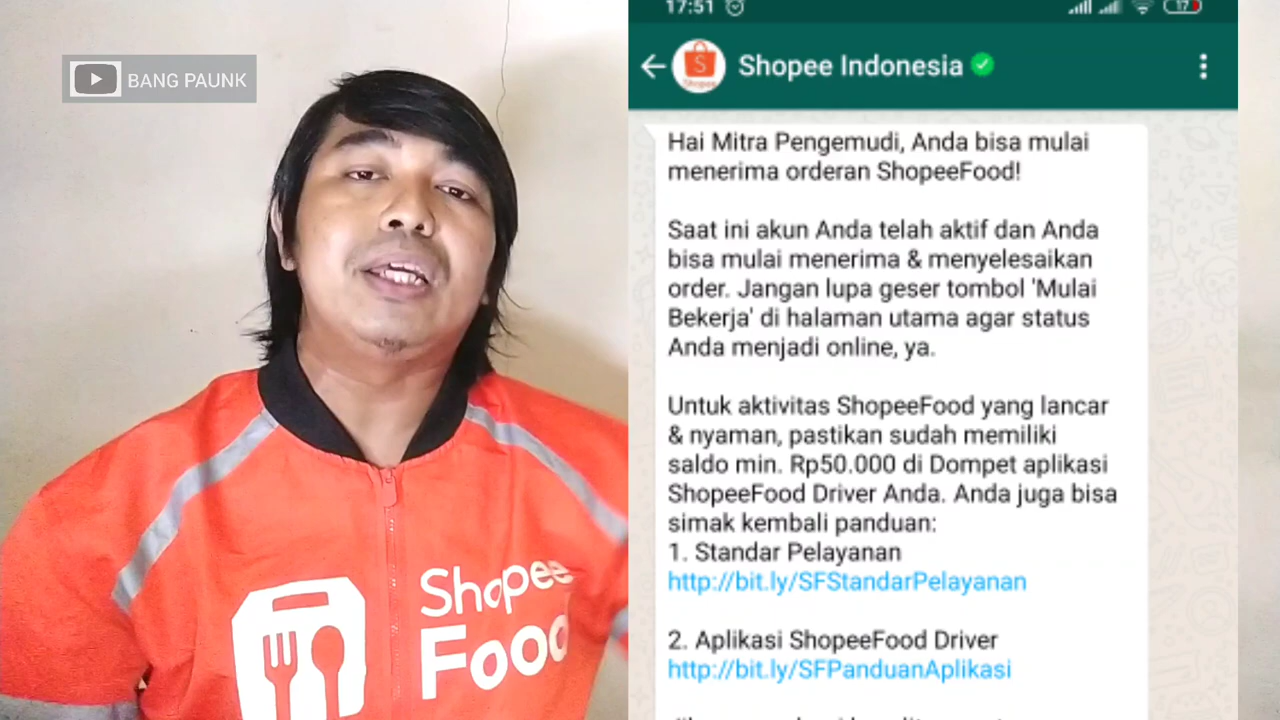 BANG PAUNK
17:51
17
Shopee Indonesia
Shopee
Hai Mitra Pengemudi, Anda bisa mulai
menerima orderan ShopeeFood!
Saat ini akun Anda telah aktif dan Anda
bisa mulai menerima & menyelesaikan
order. Jangan lupa geser tombol 'Mulai
Bekerja' di halaman utama agar status
Anda menjadi online, ya.
Untuk aktivitas ShopeeFood yang lancar
& nyaman, pastikan sudah memiliki
saldo min. Rp50.000 di Dompet aplikasi
ShopeeFood Driver Anda. Anda juga bisa
simak kembali panduan:
1. Standar Pelayanan
http://bit.ly/SFStandarPelayanan
2. Aplikasi ShopeeFood Driver
http://bit.ly/SFPanduanAplikasi
Shopee
Food